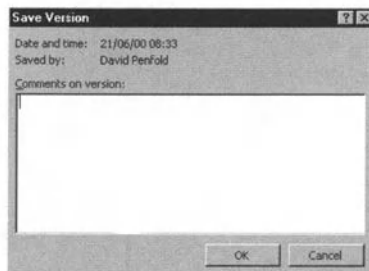 Save Version
Date and time: 21/06/00 08:33
Saved by: David Penfold
Comments on version:
OK Cancel